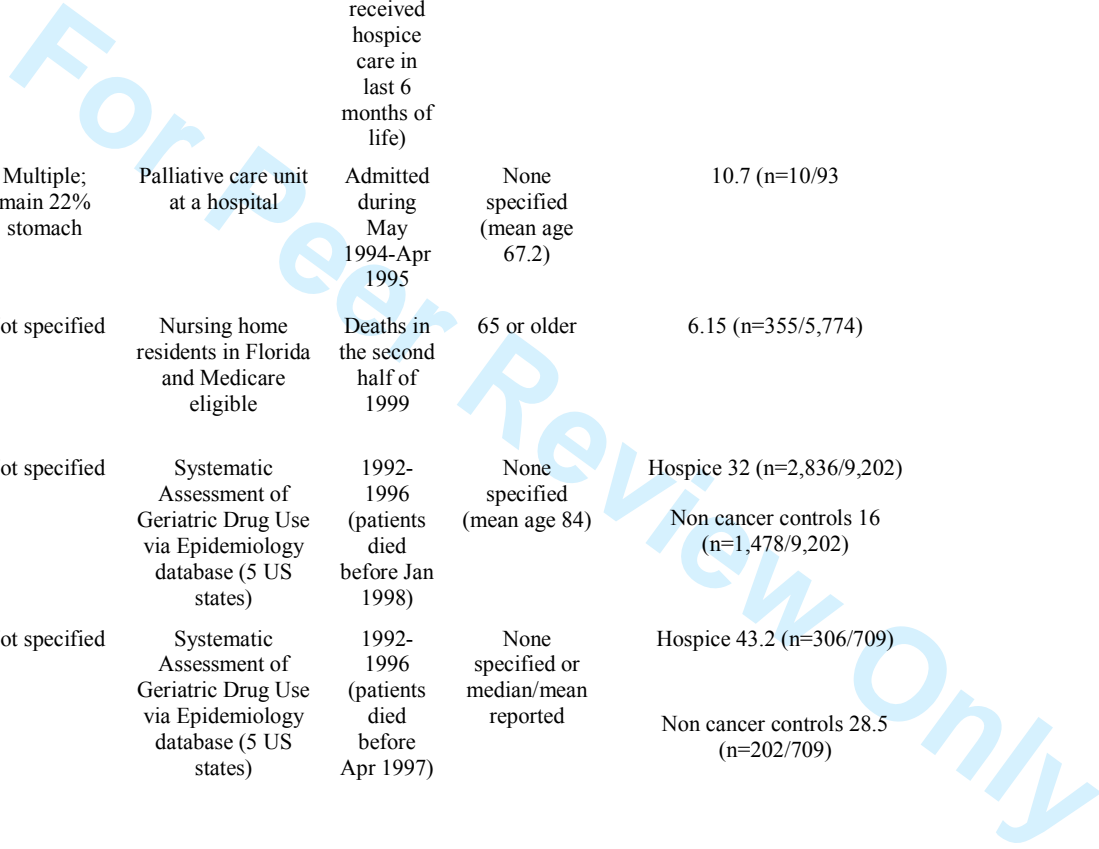 received
hospice
care in
last 6
months of
life)
Multiple;
main 22%
stomach
Palliative care unit
at a hospital
Admitted
during
May
1994-Apr
1995
None
specified
(mean age
67.2)
10.7 (n=10/93
ot specified
Nursing home
residents in Florida
and Medicare
eligible
Deaths in
the second
half of
1999
65 or older
6.15 (n=355/5,774)
ot specified
Systematic
Assessment of
Geriatric Drug Use
via Epidemiology
database (5 US
states)
1992-
1996
(patients
died
before Jan
1998)
None
specified
(mean age 84)
Hospice 32 (n=2,836/9,202)
Non cancer controls 16
(n=1,478/9,202)
ot specified
Systematic
Assessment of
Geriatric Drug Use
via Epidemiology
database (5 US
states)
1992-
1996
(patients
died
before
Apr 1997)
None
specified or
median/mean
reported
Hospice 43.2 (n=306/709)
Non cancer controls 28.5
(n=202/709)
For Peer Review Only